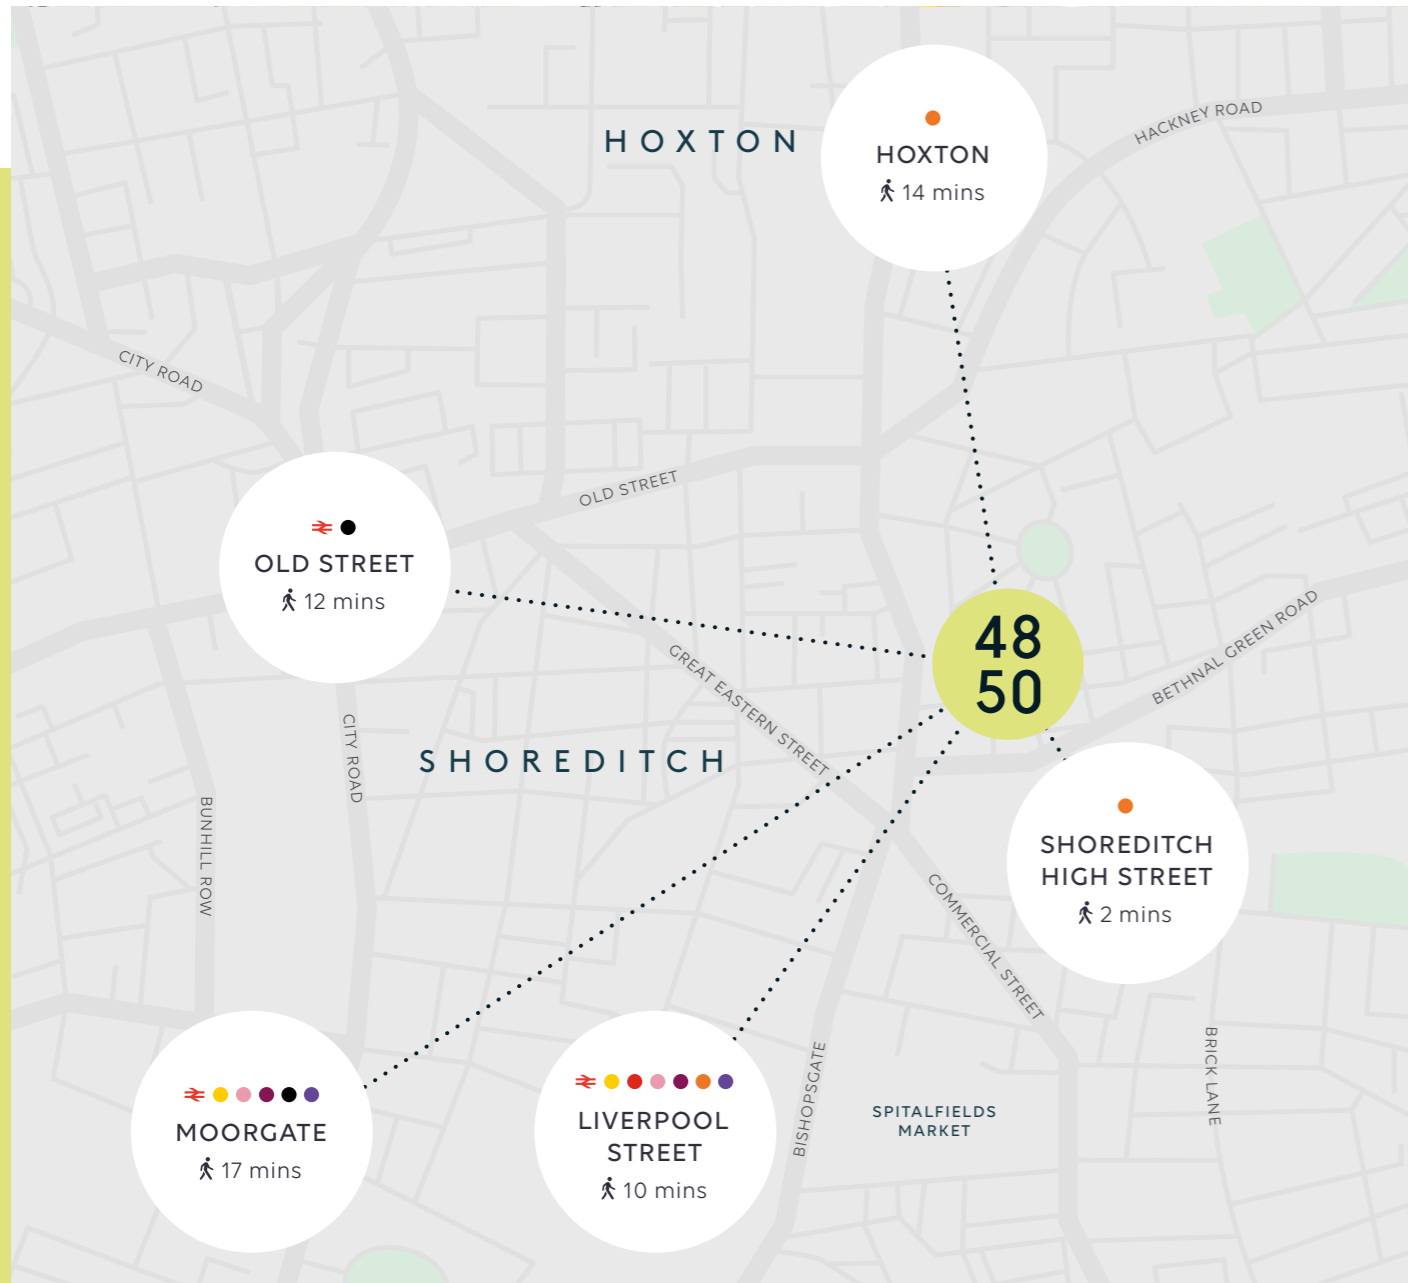 HOXTON
HOXTON
14 mins
HACKNEY ROAD
CITY ROAD
OLD STREET
OLD STREET
12 mins
48
50
BETHNAL GREEN ROAD
GREAT EASTERN STREET
CITY ROAD
SHOREDITCH
BUNHILL ROW
SHOREDITCH
HIGH STREET
2 mins
COMMERCIAL STREET
MOORGATE
17 mins
LIVERPOOL
STREET
10 mins
BISHOPSGATE
SPITALFIELDS
MARKET
BRICK LANE